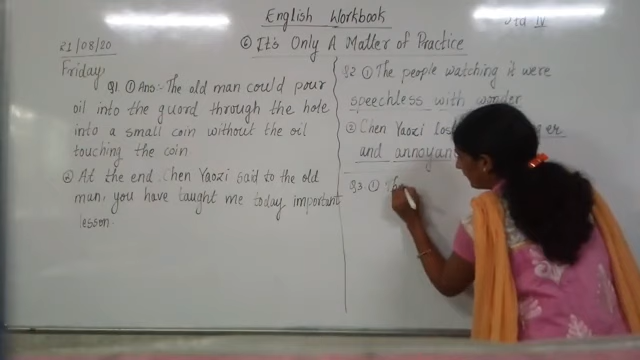 English Workbook
Std IV
6 It's Only A Matter of Practice
21/08/20
Friday
Q1. 1 Ans:- The old man could pour
oil into the guord through the hole
into a small coin without the oil
touching the coin.
2 At the end Chen Yaozi said to the old
man, you have taught me today important
lesson.
Q2 1 The people watching it were
speechless with wonder
2 Chen Yaozi
and annoyan
Q3. 1 The